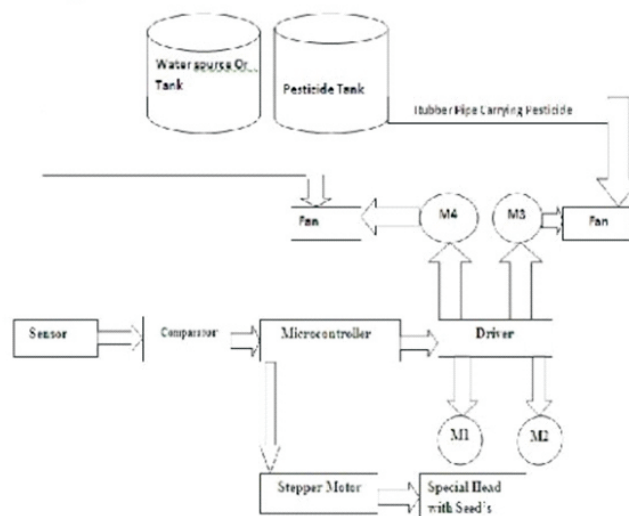 Water source Or
Tank
Pesticide Tank
Rubber Pipe Carrying Pesticide
Fan
M4
M3
Fan
Sensor
Comparator
Microcontroller
Driver
M1
M2
Stepper Motor
Special Head
with Seed's